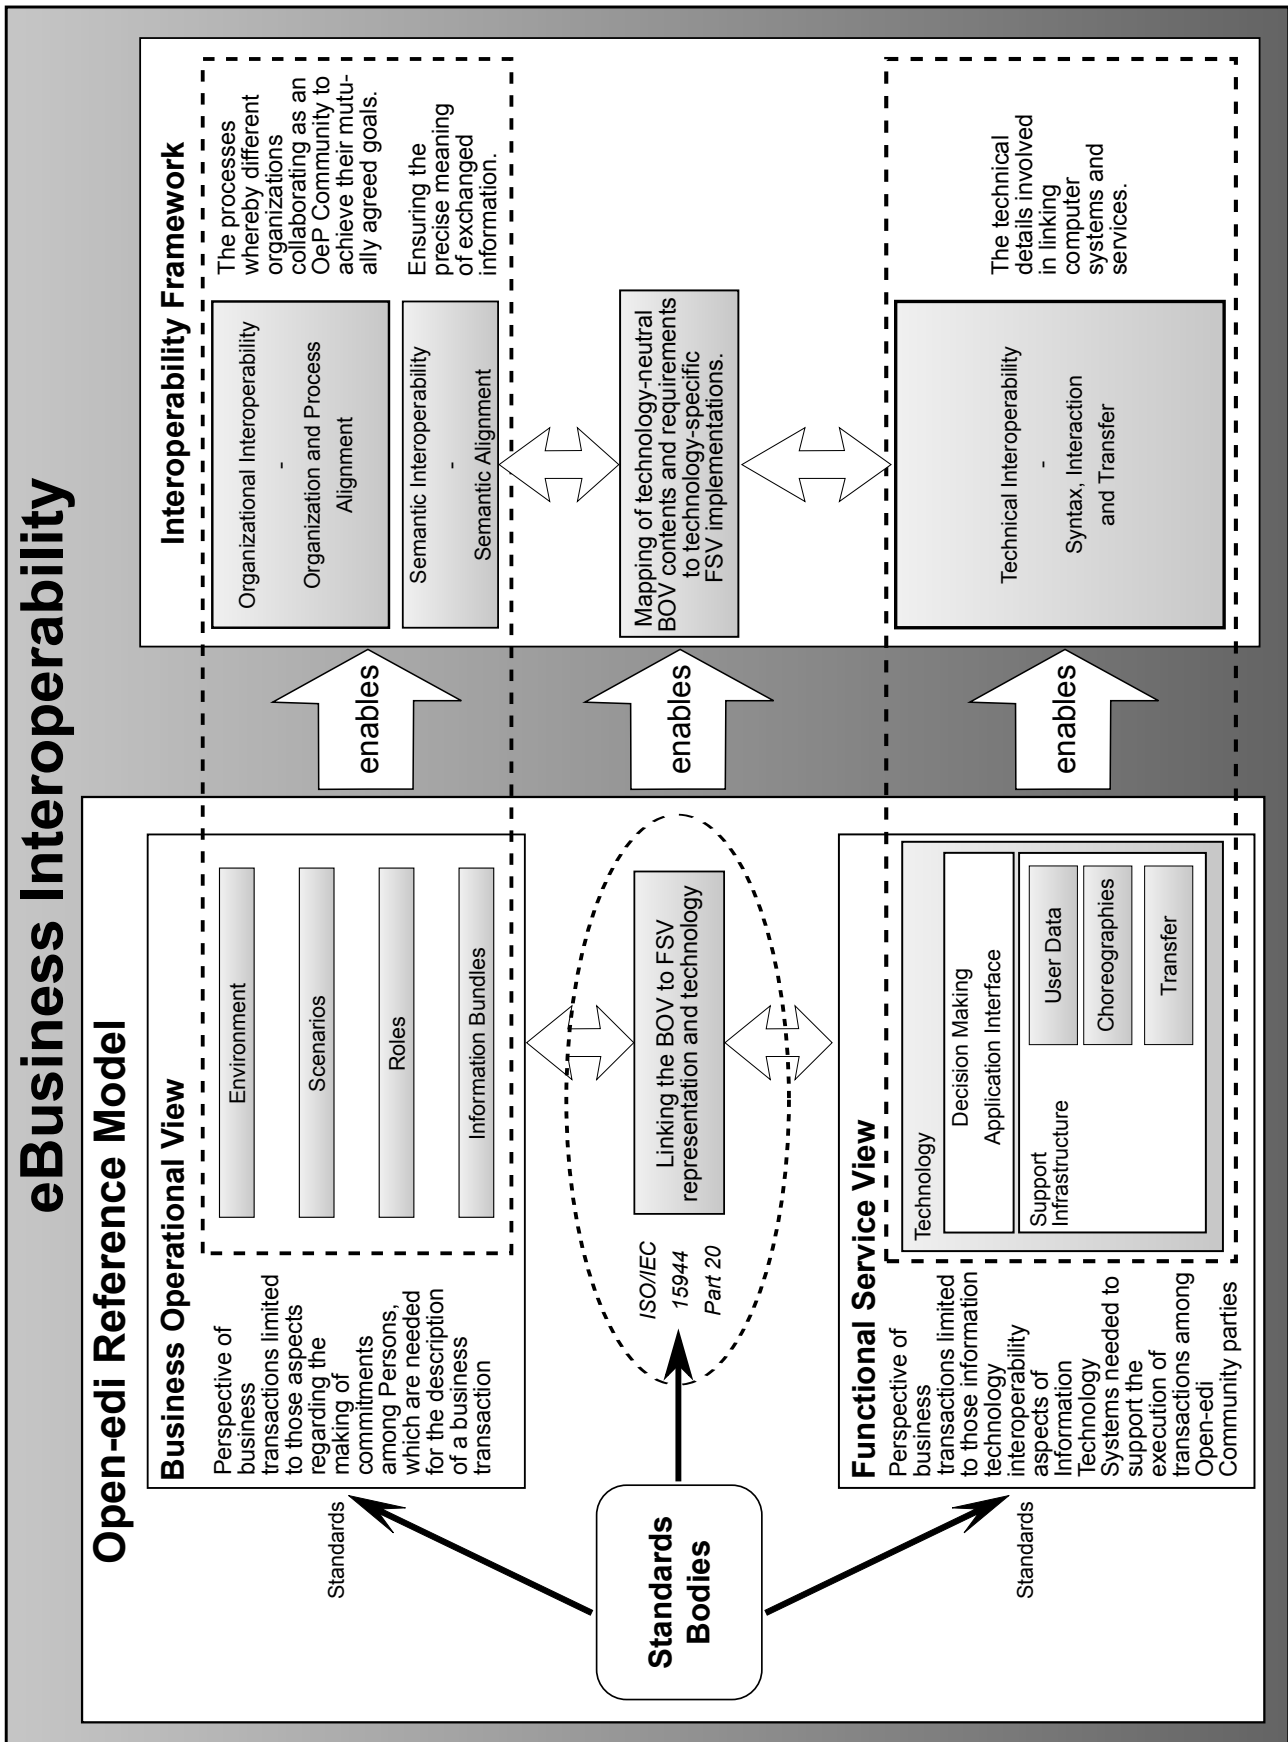 eBusiness Interoperability
Open-edi Reference Model
Business Operational View
Perspective of
business
transactions limited
to those aspects
regarding the
making of
commitments
among Persons,
which are needed
for the description
of a business
transaction
Environment
Scenarios
Roles
Information Bundles
Standards
Standards
Bodies
ISO/IEC
15944
Part 20
Linking the BOV to FSV
representation and technology
Standards
Functional Service View
Perspective of
business
transactions limited
to those information
technology
interoperability
aspects of
Information
Technology
Systems needed to
support the
execution of
transactions among
Open-edi
Community parties
Technology
Decision Making
Application Interface
Support
Infrastructure
User Data
Choreographies
Transfer
enables
enables
enables
Interoperability Framework
Organizational Interoperability
-
Organization and Process
Alignment
The processes
whereby different
organizations
collaborating as an
OeP Community to
achieve their mutu-
ally agreed goals.
Semantic Interoperability
-
Semantic Alignment
Ensuring the
precise meaning
of exchanged
information.
Mapping of technology-neutral
BOV contents and requirements
to technology-specific
FSV implementations.
Technical Interoperability
-
Syntax, Interaction
and Transfer
The technical
details involved
in linking
computer
systems and
services.